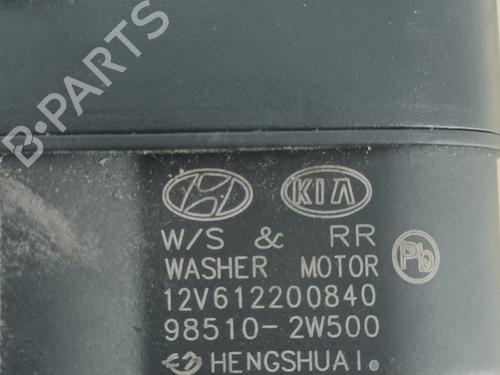 B-PARTS
KIA
W/S & RR
WASHER MOTOR
Pb
12V612200840
98510-2W500
HENGSHUAI